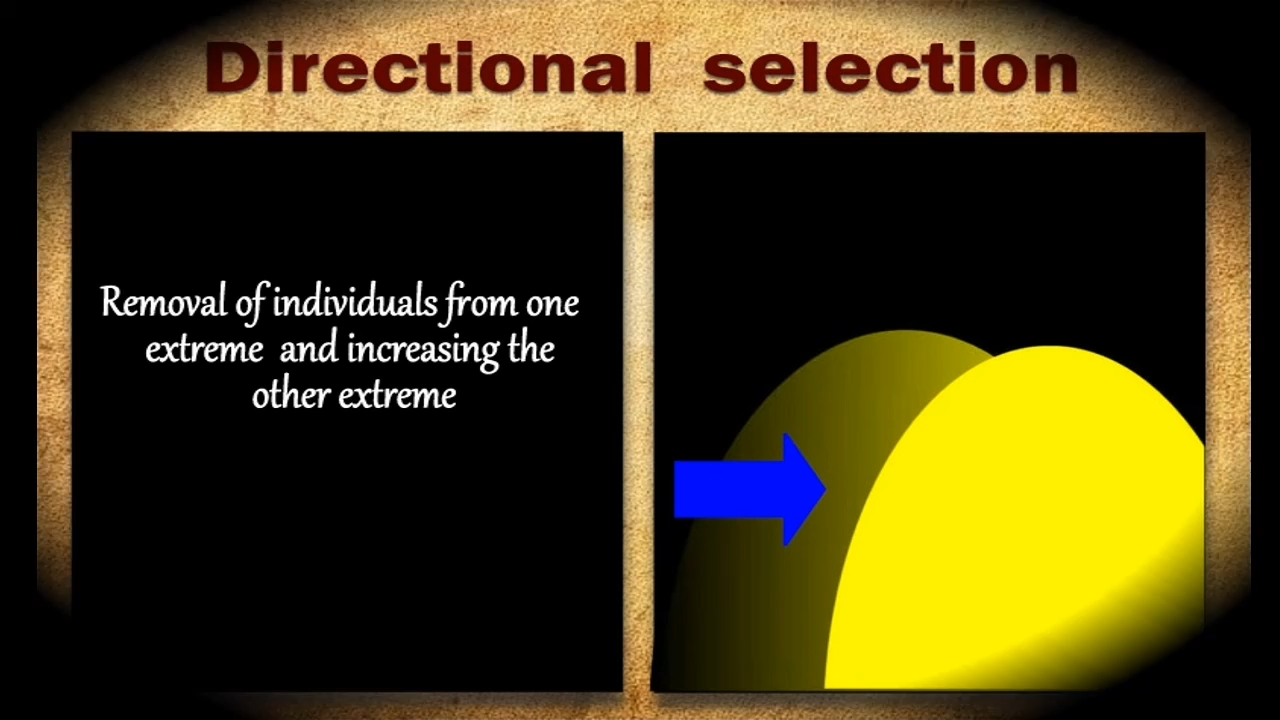 Directional selection
Removal of individuals from one
extreme and increasing the
other extreme